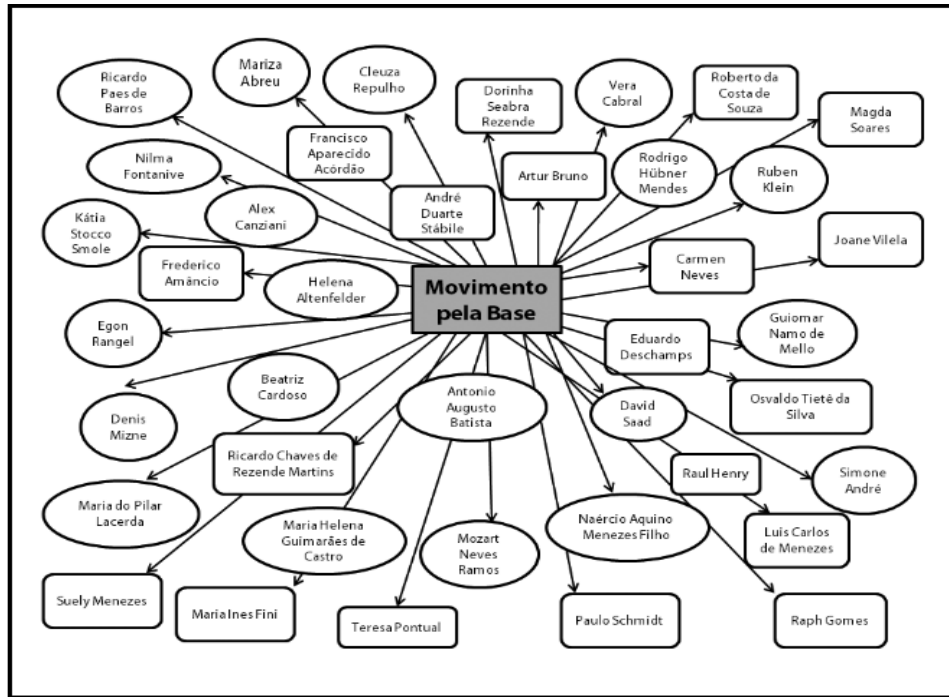 Ricardo
Paes de
Barros
Mariza
Abreu
Cleuza
Repulho
Dorinha
Seabra
Rezende
Vera
Cabral
Roberto da
Costa de
Souza
Magda
Soares
Francisco
Aparecido
Acórdão
Nilma
Fontanive
Artur Bruno
Rodrigo
Hübner
Mendes
Ruben
Klein
Kátia
Stocco
Smole
Alex
Canziani
André
Duarte
Stábile
Joane Vilela
Frederico
Amâncio
Helena
Altenfelder
Movimento
pela Base
Carmen
Neves
Egon
Rangel
Eduardo
Deschamps
Guiomar
Namo de
Mello
Beatriz
Cardoso
Antonio
Augusto
Batista
David
Saad
Osvaldo Tietê da
Silva
Denis
Mizne
Ricardo Chaves de
Rezende Martins
Raul Henry
Simone
André
Maria do Pilar
Lacerda
Maria Helena
Guimarães de
Castro
Mozart
Neves
Ramos
Naércio Aquino
Menezes Filho
Luís Carlos
de Menezes
Suely Menezes
Maria Ines Fini
Teresa Pontual
Paulo Schmidt
Raph Gomes